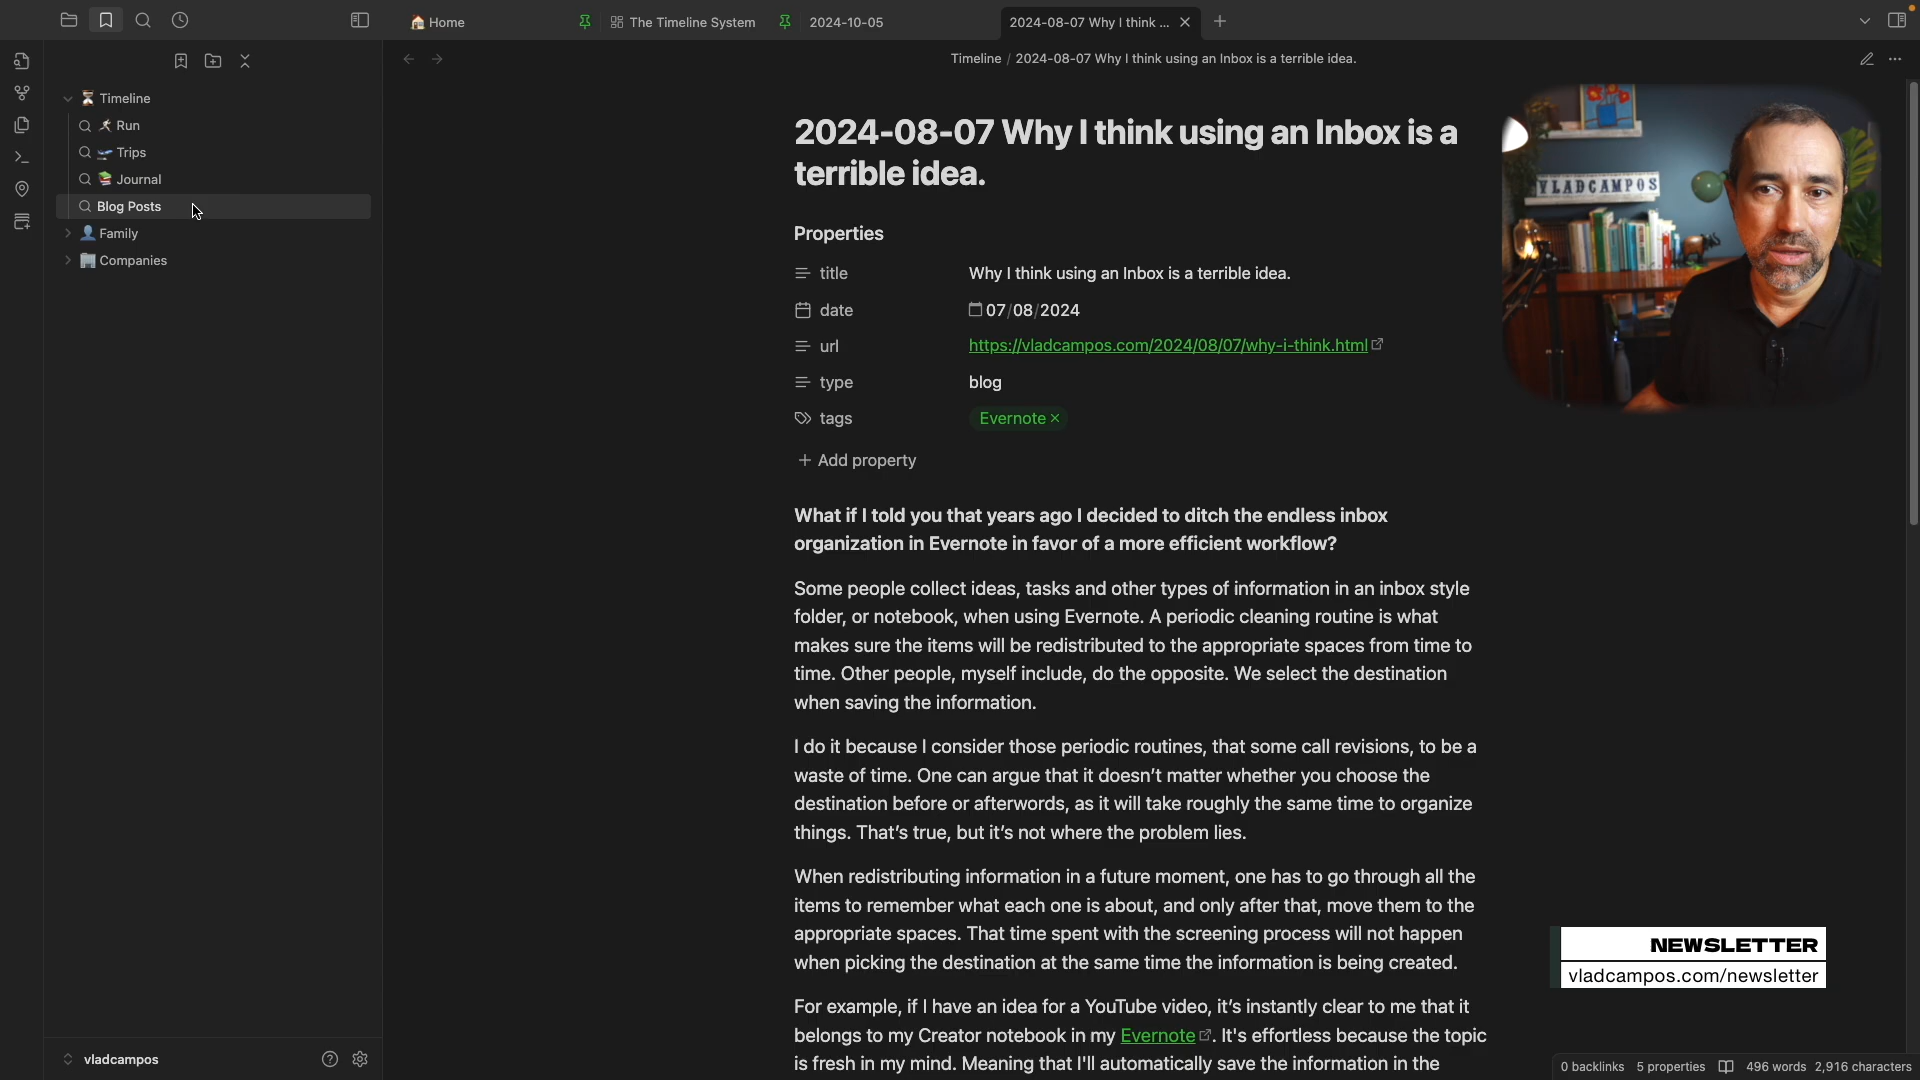 Home
The Timeline System
2024-10-05
2024-08-07 Why I think ...
Timeline / 2024-08-07 Why I think using an Inbox is a terrible idea.
Timeline
Run
Trips
Journal
Blog Posts
Family
Companies
2024-08-07 Why I think using an Inbox is a
terrible idea.
Properties
title Why I think using an Inbox is a terrible idea.
date 07/08/2024
url https://vladcampos.com/2024/08/07/why-i-think.html
type blog
tags Evernote ×
+ Add property
What if I told you that years ago I decided to ditch the endless inbox
organization in Evernote in favor of a more efficient workflow?
Some people collect ideas, tasks and other types of information in an inbox style
folder, or notebook, when using Evernote. A periodic cleaning routine is what
makes sure the items will be redistributed to the appropriate spaces from time to
time. Other people, myself include, do the opposite. We select the destination
when saving the information.
I do it because I consider those periodic routines, that some call revisions, to be a
waste of time. One can argue that it doesn't matter whether you choose the
destination before or afterwords, as it will take roughly the same time to organize
things. That's true, but it's not where the problem lies.
When redistributing information in a future moment, one has to go through all the
items to remember what each one is about, and only after that, move them to the
appropriate spaces. That time spent with the screening process will not happen
when picking the destination at the same time the information is being created.
For example, if I have an idea for a YouTube video, it's instantly clear to me that it
belongs to my Creator notebook in my Evernote. It's effortless because the topic
is fresh in my mind. Meaning that I'll automatically save the information in the
VLADCAMPOS
NEWSLETTER
vladcampos.com/newsletter
vladcampos
0 backlinks 5 properties 496 words 2,916 characters